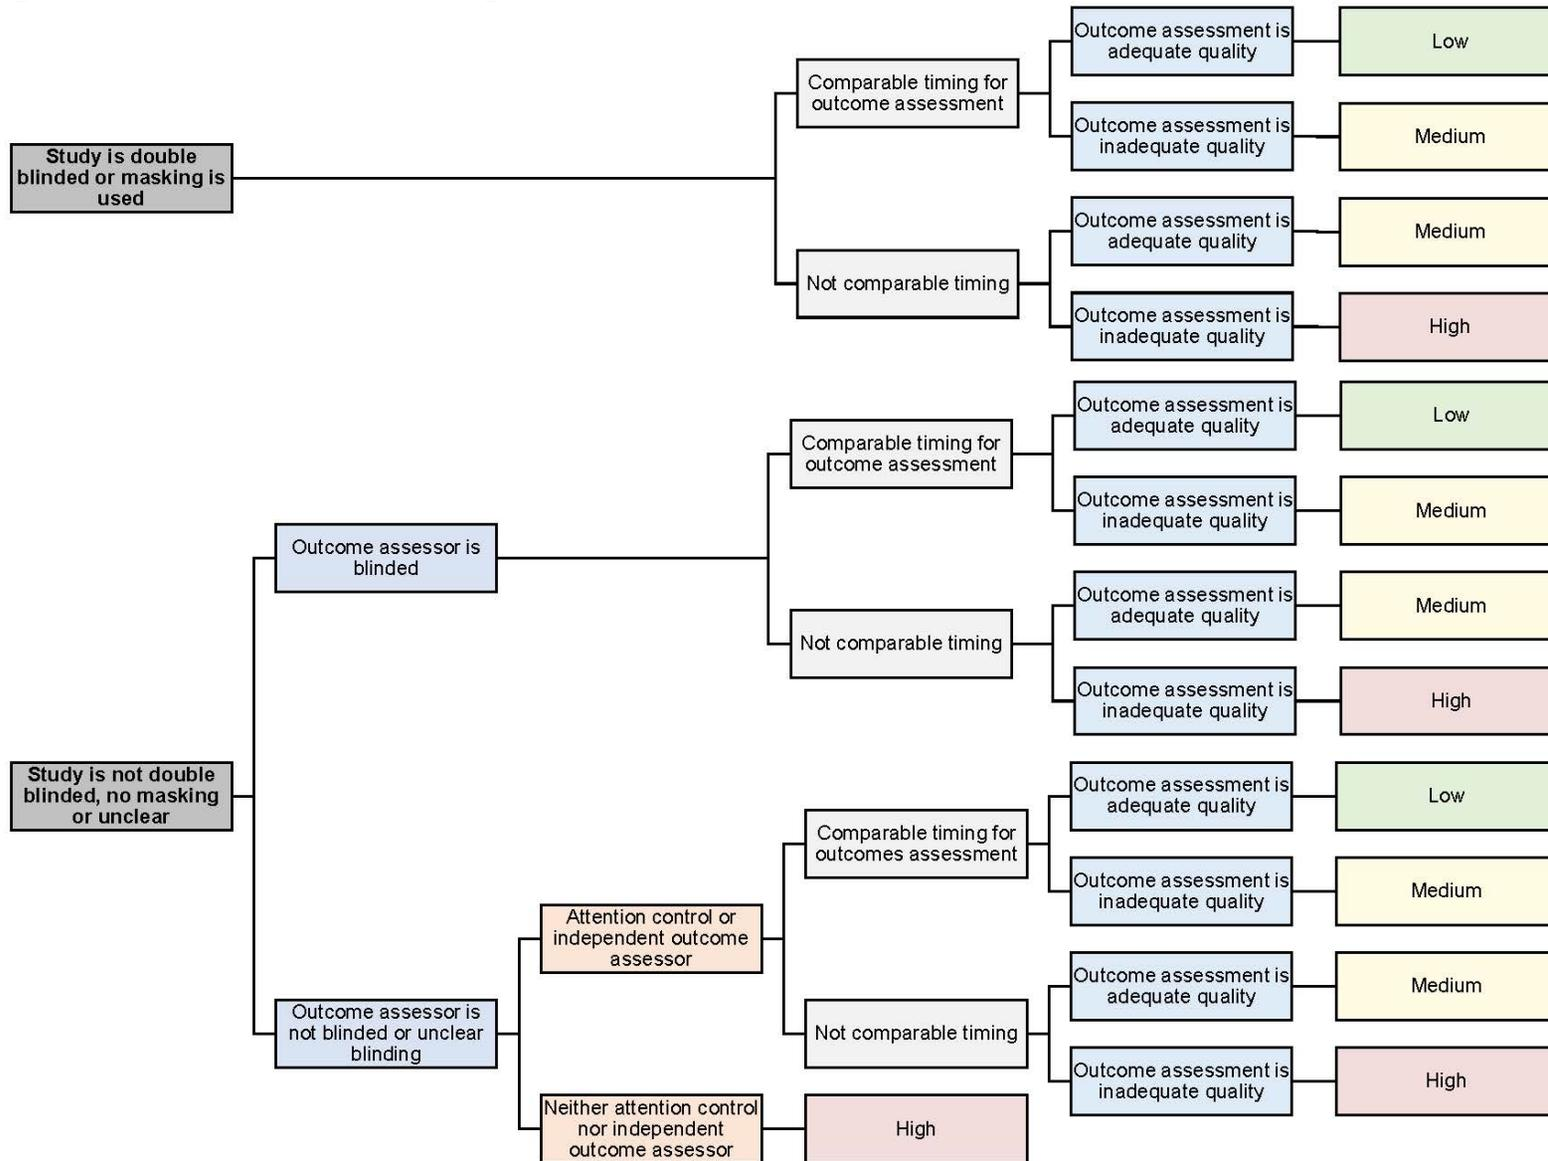 Study is double
blinded or masking is
used
Comparable timing for
outcome assessment
Outcome assessment is
adequate quality
Low
Outcome assessment is
inadequate quality
Medium
Not comparable timing
Outcome assessment is
adequate quality
Medium
Outcome assessment is
inadequate quality
High
Study is not double
blinded, no masking
or unclear
Outcome assessor is
blinded
Comparable timing for
outcome assessment
Outcome assessment is
adequate quality
Low
Outcome assessment is
inadequate quality
Medium
Not comparable timing
Outcome assessment is
adequate quality
Medium
Outcome assessment is
inadequate quality
High
Outcome assessor is
not blinded or unclear
blinding
Attention control or
independent outcome
assessor
Comparable timing for
outcomes assessment
Outcome assessment is
adequate quality
Low
Outcome assessment is
inadequate quality
Medium
Not comparable timing
Outcome assessment is
adequate quality
Medium
Outcome assessment is
inadequate quality
High
Neither attention control
nor independent
outcome assessor
High